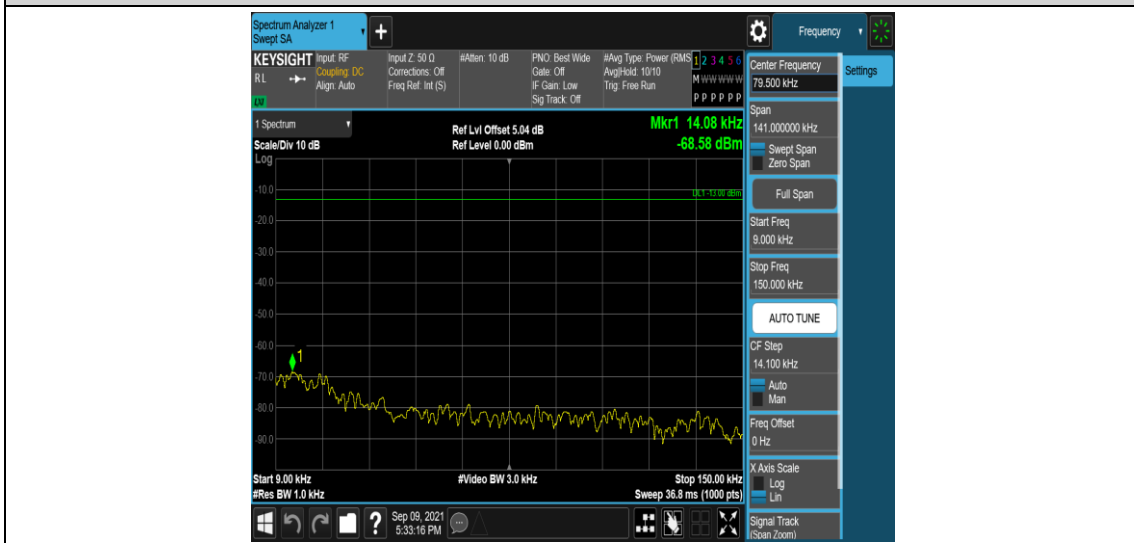 Spectrum Analyzer 1
Swept SA
+
Frequency
KEYSIGHT
RL
Input: RF
Coupling: DC
Align: Auto
Input Z: 50 Ω
Corrections: Off
Freq Ref: Int (S)
#Atten: 10 dB
PNO: Best Wide
Gate: Off
IF Gain: Low
Sig Track: Off
#Avg Type: Power (RMS
Avg|Hold: 10/10
Trig: Free Run
1 2 3 4 5 6
M W W W W W
P P P P P P
1 Spectrum
Scale/Div 10 dB
Log
Ref Lvl Offset 5.04 dB
Ref Level 0.00 dBm
Mkr1 14.08 kHz
-68.58 dBm
DL1 -13.00 dBm
-10.0
-20.0
-30.0
-40.0
-50.0
-60.0
-70.0
-80.0
-90.0
1
Start 9.00 kHz
#Res BW 1.0 kHz
#Video BW 3.0 kHz
Stop 150.00 kHz
Sweep 36.8 ms (1000 pts)
Center Frequency
79.500 kHz
Settings
Span
141.000000 kHz
Swept Span
Zero Span
Full Span
Start Freq
9.000 kHz
Stop Freq
150.000 kHz
AUTO TUNE
CF Step
14.100 kHz
Auto
Man
Freq Offset
0 Hz
X Axis Scale
Log
Lin
Signal Track
(Span Zoom)
?
Sep 09, 2021
5:33:16 PM